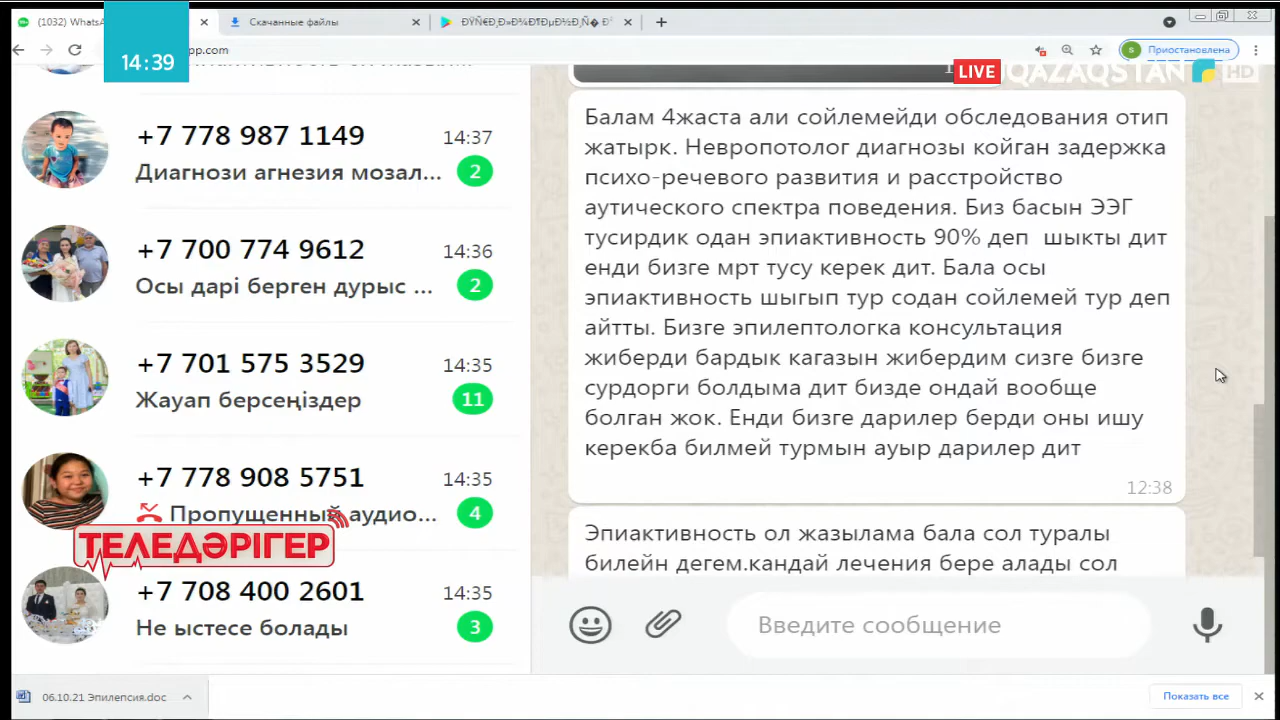 (1032) WhatsA
Скачанные файлы
14:39
pp.com
Приостановлена
LIVE
QAZAQSTAN HD
+7 778 987 1149
14:37
Диагнози агнезия мозал...
2
+7 700 774 9612
14:36
Осы дарі берген дурыс ...
2
+7 701 575 3529
14:35
Жауап берсеңіздер
11
+7 778 908 5751
14:35
Пропущенный аудио...
4
ТЕЛЕДӘРІГЕР
+7 708 400 2601
14:35
Не ыстесе болады
3
Балам 4жаста али сойлемейди обследования отип
жатырк. Невропотолог диагнозы койган задержка
психо-речевого развития и расстройство
аутического спектра поведения. Биз басын ЭЭГ
тусирдик одан эпиактивность 90% деп шыкты дит
енди бизге мрт тусу керек дит. Бала осы
эпиактивность шыгып тур содан сойлемей тур деп
айтты. Бизге эпилептологка консультация
жиберди бардык кагазын жибердим сизге бизге
сурдорги болдыма дит бизде ондай вообще
болган жок. Енди бизге дарилер берди оны ишу
керекба билмей турмын ауыр дарилер дит
12:38
Эпиактивность ол жазылама бала сол туралы
билейн дегем.кандай лечения бере алады сол
Введите сообщение
06.10.21 Эпилепсия.doc
Показать все